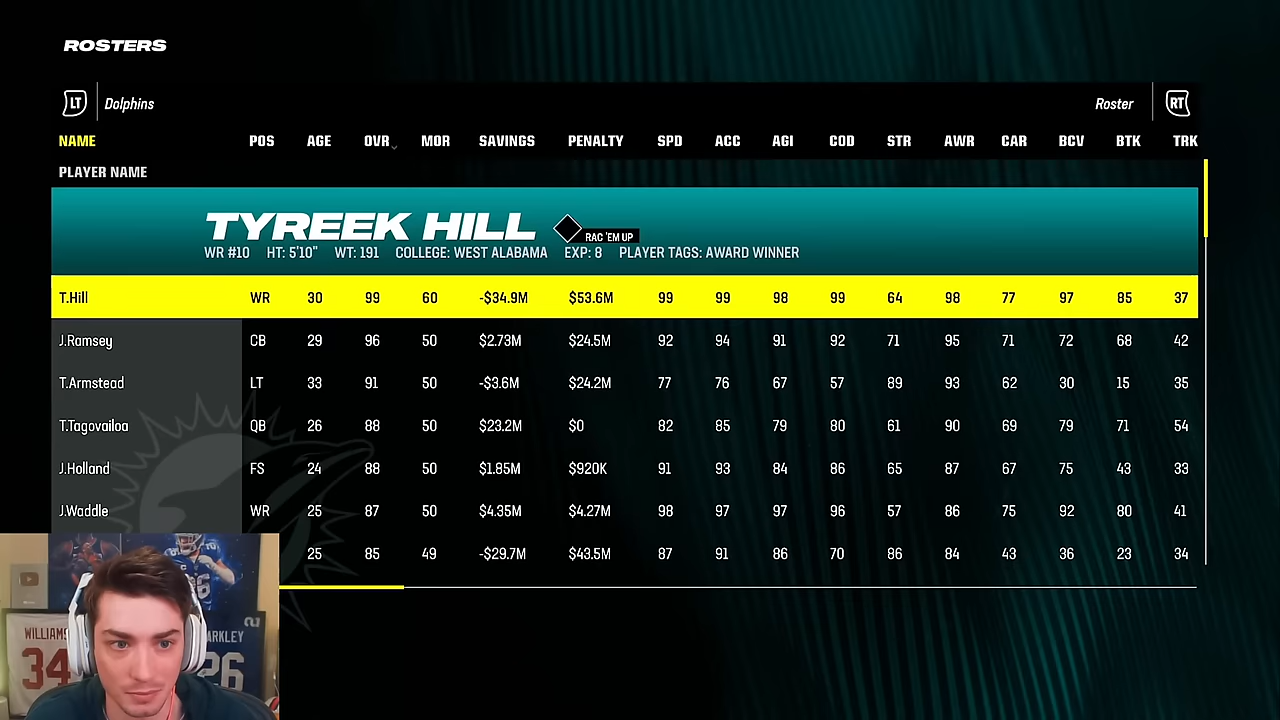 ROSTERS
LT Dolphins Roster RT
NAME POS AGE OVR MOR SAVINGS PENALTY SPD ACC AGI COD STR AWR CAR BCV BTK TRK
PLAYER NAME
TYREEK HILL RAC 'EM UP
WR #10 HT: 5'10" WT: 191 COLLEGE: WEST ALABAMA EXP: 8 PLAYER TAGS: AWARD WINNER
T.Hill WR 30 99 60 -$34.9M $53.6M 99 99 98 99 64 98 77 97 85 37
J.Ramsey CB 29 96 50 $2.73M $24.5M 92 94 91 92 71 95 71 72 68 42
T.Armstead LT 33 91 50 -$3.6M $24.2M 77 76 67 57 89 93 62 30 15 35
T.Tagovailoa QB 26 88 50 $23.2M $0 82 85 79 80 61 90 69 79 71 54
J.Holland FS 24 88 50 $1.85M $920K 91 93 84 86 65 87 67 75 43 33
J.Waddle WR 25 87 50 $4.35M $4.27M 98 97 97 96 57 86 75 92 80 41
25 85 49 -$29.7M $43.5M 87 91 86 70 86 84 43 36 23 34
WILLIAMS
34
ARKLEY
26